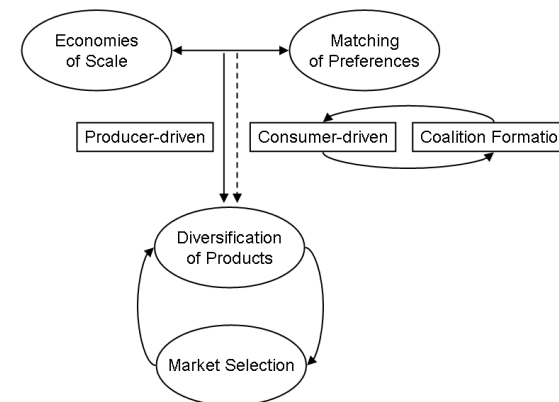 Economies
of Scale
Matching
of Preferences
Producer-driven
Consumer-driven
Coalition Formatio
Diversification
of Products
Market Selection